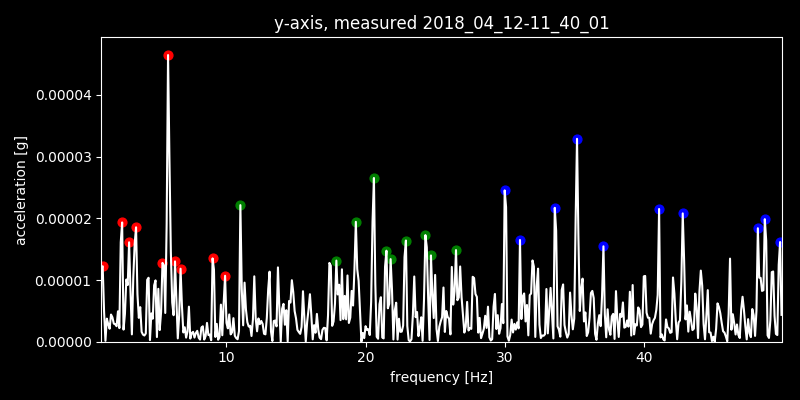 y-axis, measured 2018_04_12-11_40_01
acceleration [g]
0.00004
0.00003
0.00002
0.00001
0.00000
10 20 30 40
frequency [Hz]